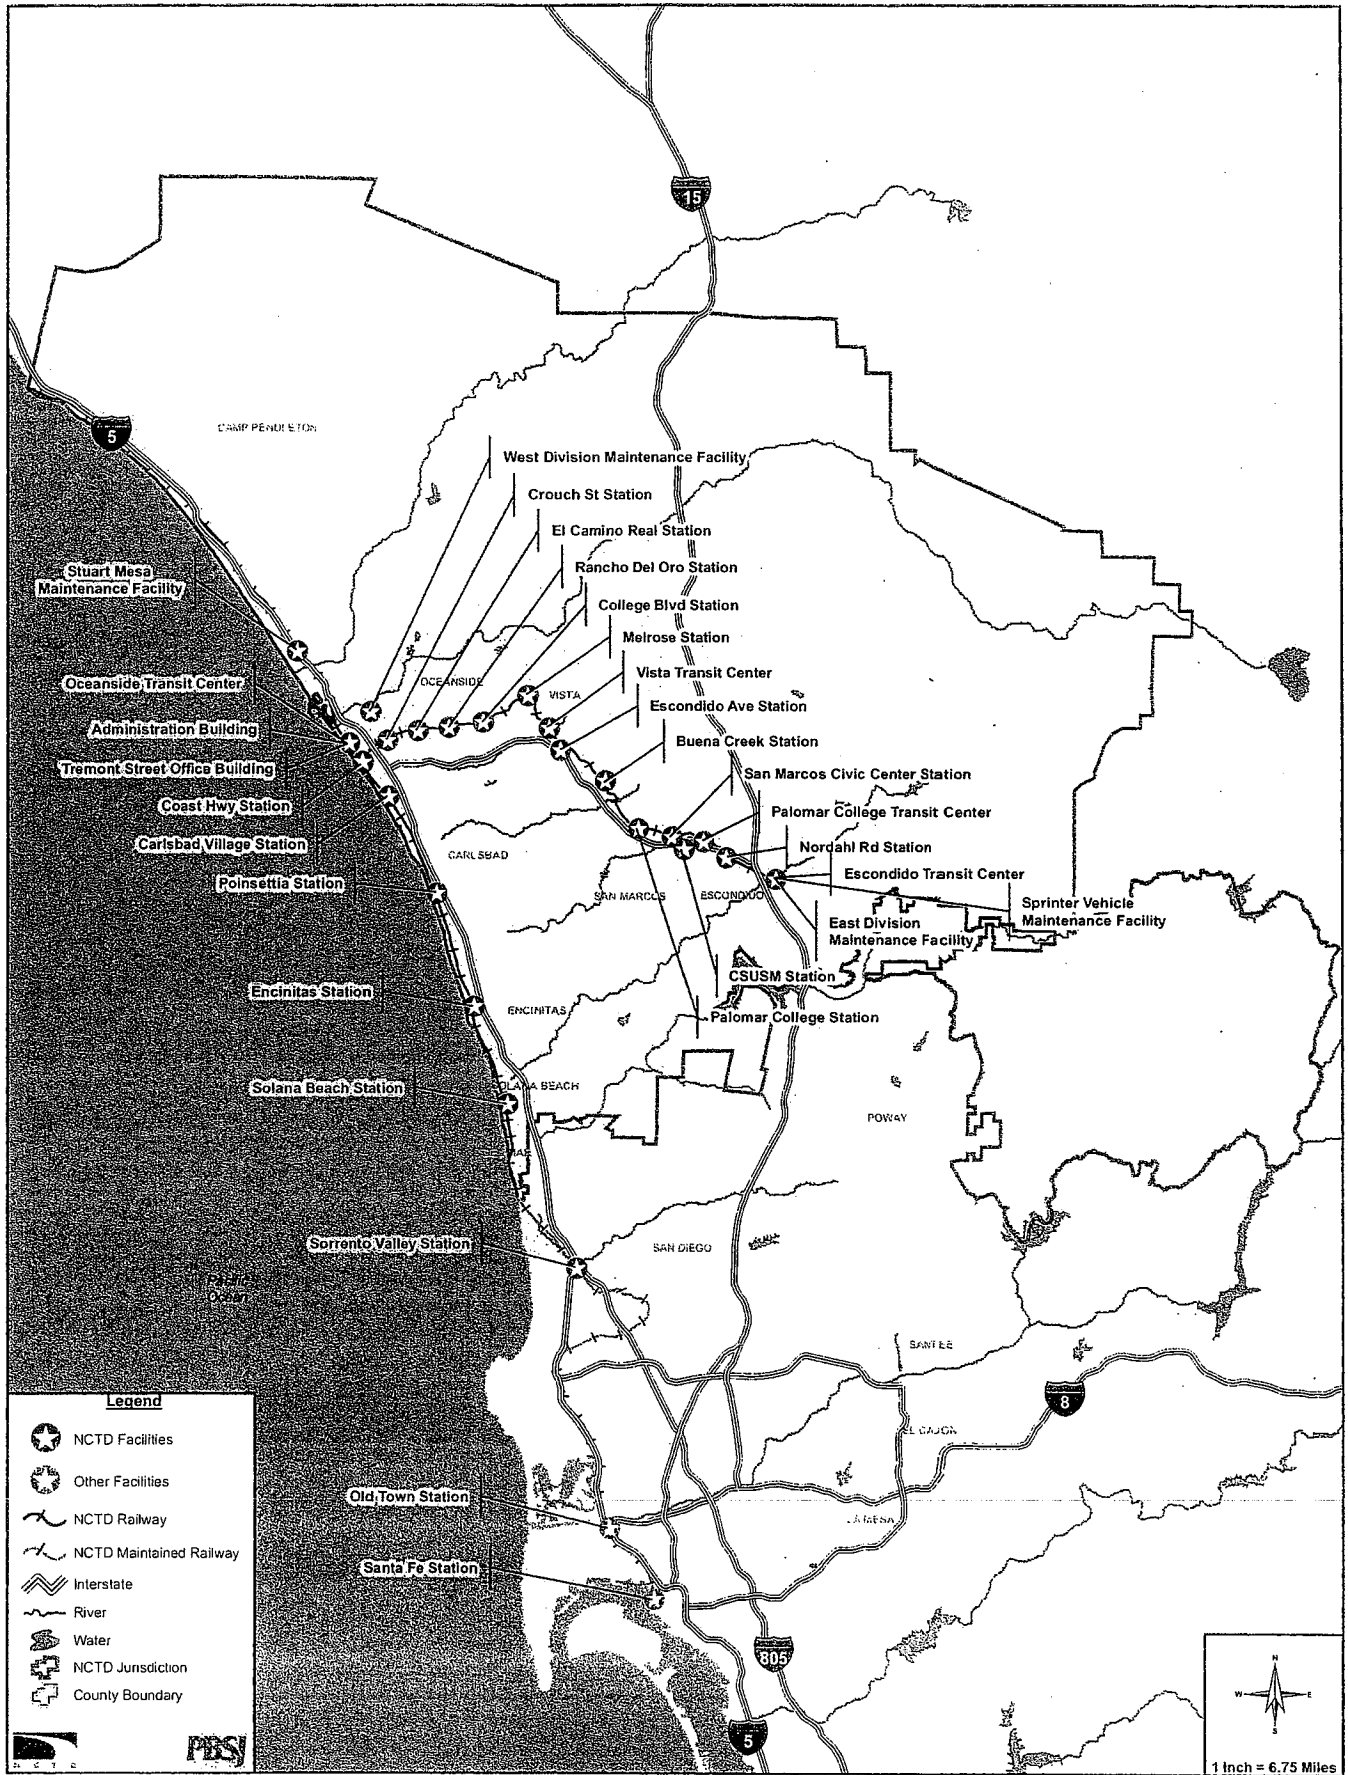 15
5
CAMP PENDLETON
West Division Maintenance Facility
Crouch St Station
El Camino Real Station
Rancho Del Oro Station
Stuart Mesa
Maintenance Facility
College Blvd Station
Melrose Station
Vista Transit Center
Oceanside Transit Center
OCEANSIDE
VISTA
Escondido Ave Station
Administration Building
Buena Creek Station
Tremont Street Office Building
San Marcos Civic Center Station
Coast Hwy Station
Palomar College Transit Center
Carlsbad Village Station
Nordahl Rd Station
CARLSBAD
Escondido Transit Center
Poinsettia Station
SAN MARCOS
ESCONDIDO
Sprinter Vehicle
Maintenance Facility
East Division
Maintenance Facility
CSUSM Station
Encinitas Station
ENCINITAS
Palomar College Station
Solana Beach Station
SOLANA BEACH
POWAY
Sorrento Valley Station
SAN DIEGO
Pacific
Ocean
SANTEE
8
EL CAJON
Old Town Station
LA MESA
Santa Fe Station
805
5
Legend
NCTD Facilities
Other Facilities
NCTD Railway
NCTD Maintained Railway
Interstate
River
Water
NCTD Jurisdiction
County Boundary
N C T D
PBSJ
N
W
E
S
1 Inch = 6.75 Miles